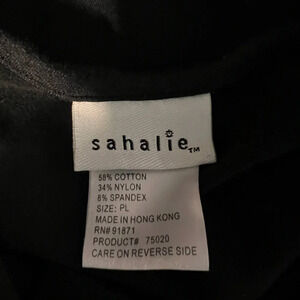 sahalie™
58% COTTON
34% NYLON
8% SPANDEX
SIZE: PL
MADE IN HONG KONG
RN# 91871
PRODUCT# 75020
CARE ON REVERSE SIDE